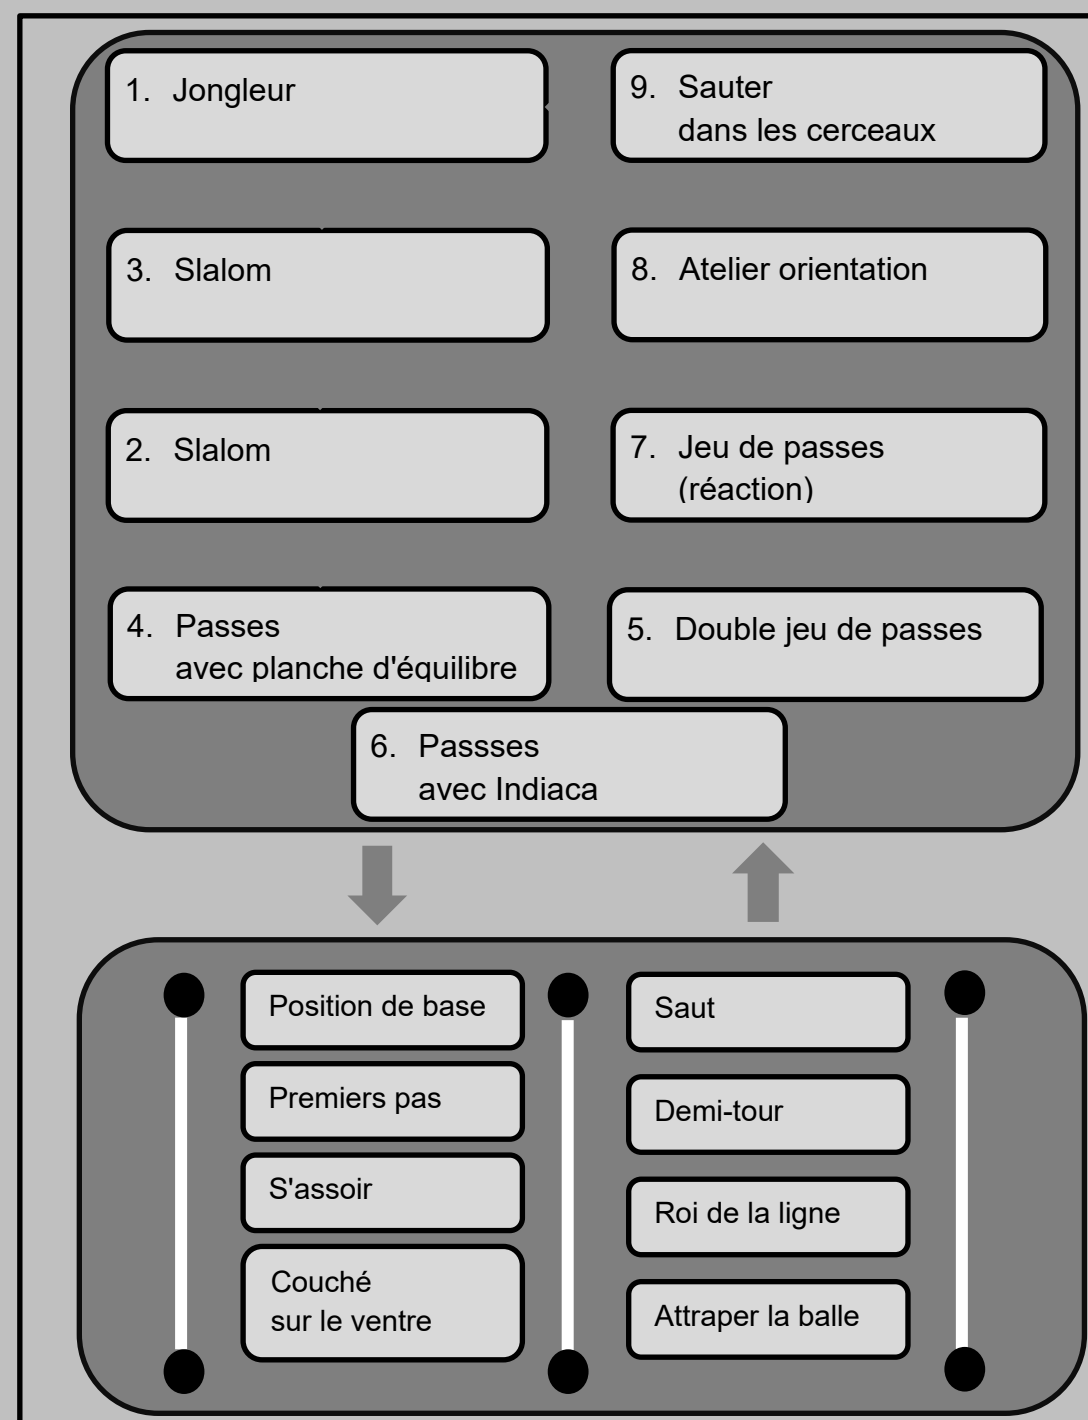 1. Jongleur
9. Sauter
dans les cerceaux
3. Slalom
8. Atelier orientation
2. Slalom
7. Jeu de passes
(réaction)
4. Passes
avec planche d'équilibre
5. Double jeu de passes
6. Passses
avec Indiaca
Position de base
Premiers pas
S'assoir
Couché
sur le ventre
Saut
Demi-tour
Roi de la ligne
Attraper la balle